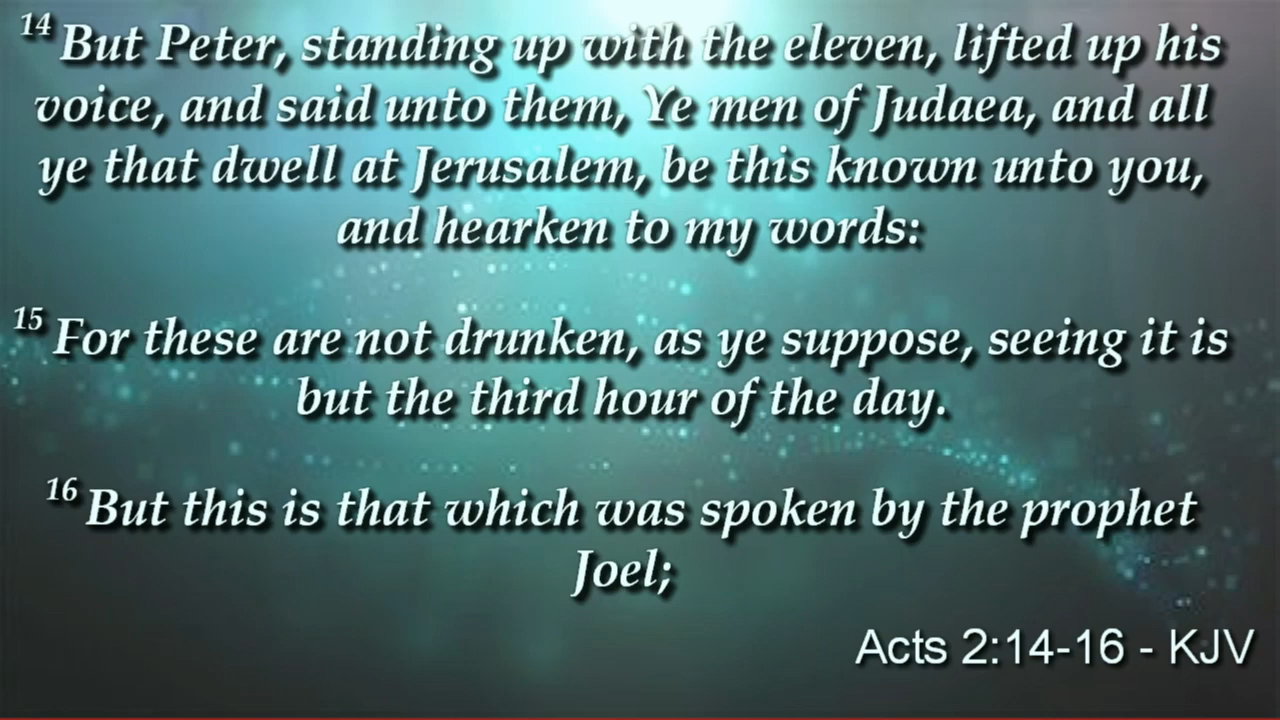 14 But Peter, standing up with the eleven, lifted up his
voice, and said unto them, Ye men of Judaea, and all
ye that dwell at Jerusalem, be this known unto you,
and hearken to my words:
15 For these are not drunken, as ye suppose, seeing it is
but the third hour of the day.
16 But this is that which was spoken by the prophet
Joel;
Acts 2:14-16 - KJV